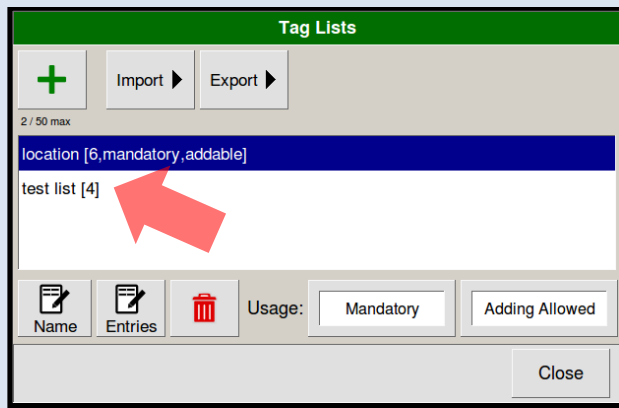 Tag Lists
Import Export
2 / 50 max
location [6,mandatory,addable]
test list [4]
Name Entries Usage: Mandatory Adding Allowed
Close